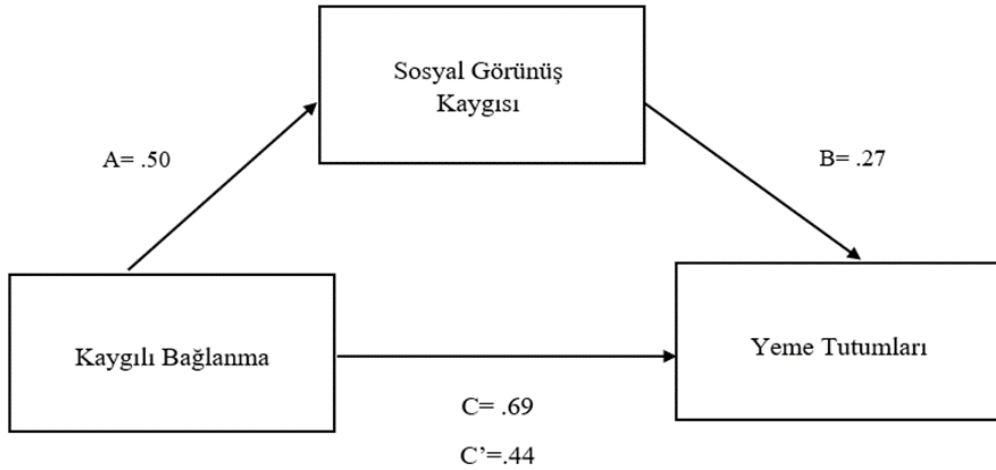 Sosyal Görünüş
Kaygısı
A= .50
B= .27
Kaygılı Bağlanma
Yeme Tutumları
C= .69
C’=.44